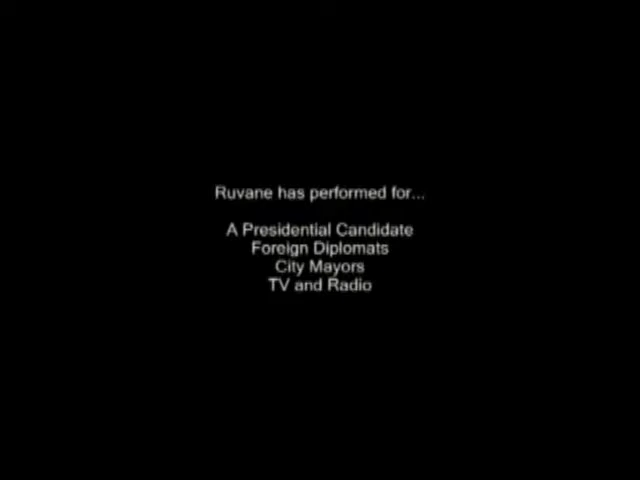 Ruvane has performed for...
A Presidential Candidate
Foreign Diplomats
City Mayors
TV and Radio